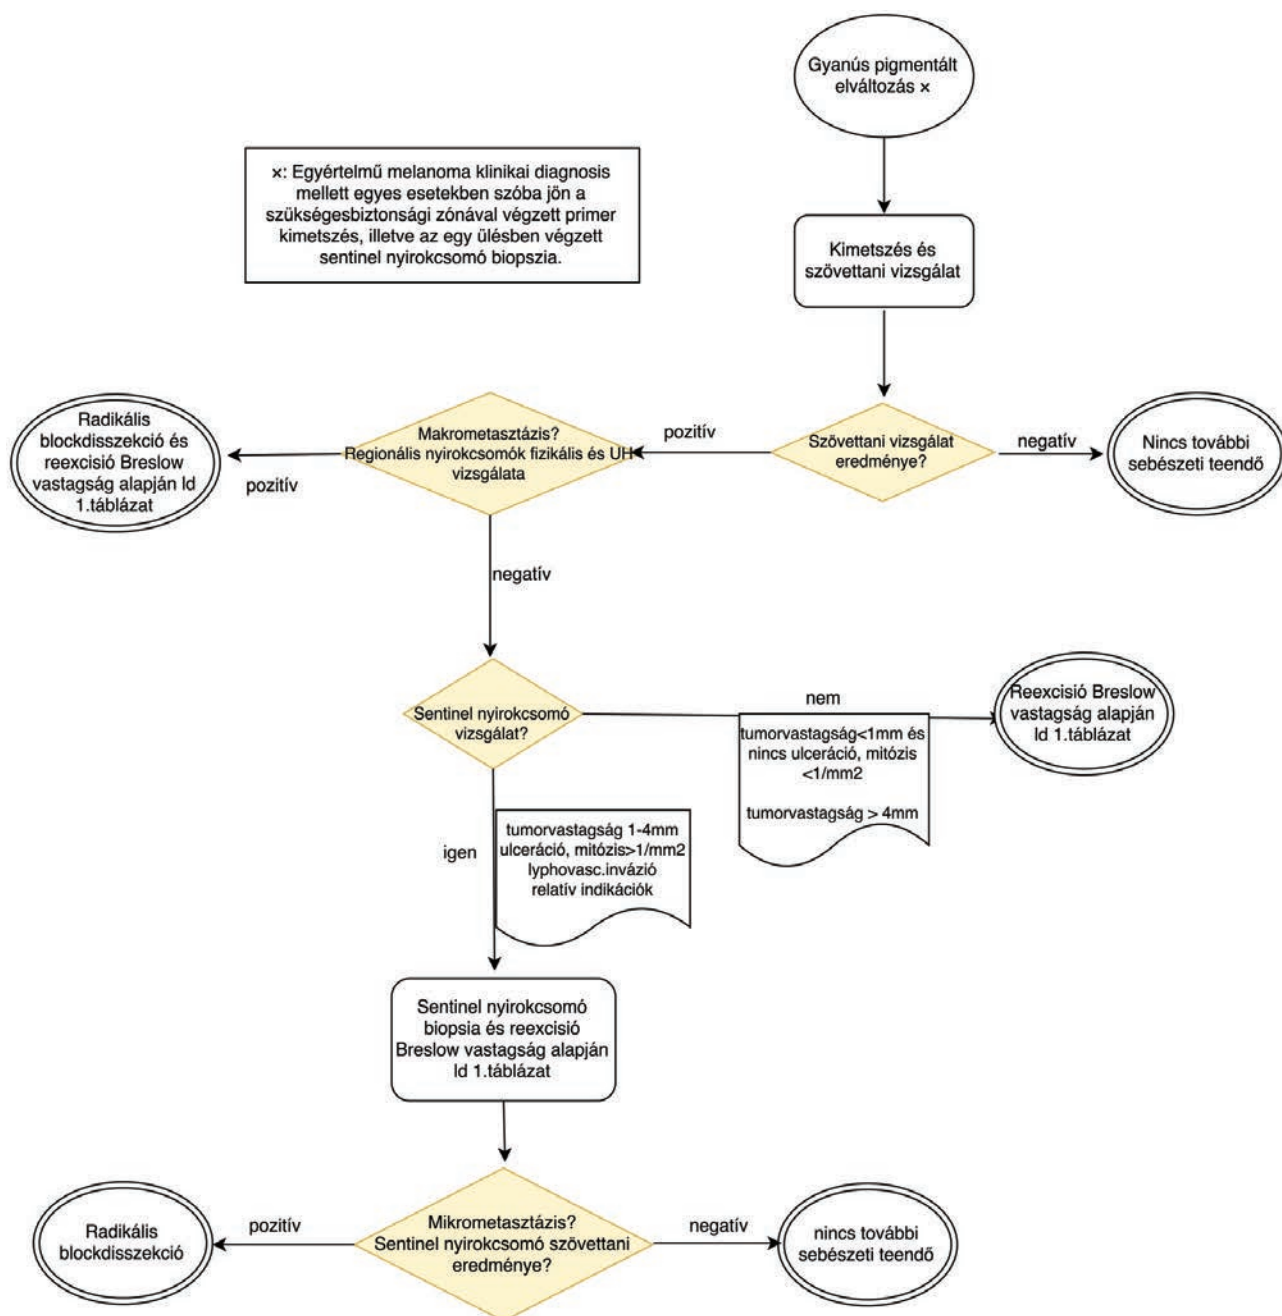 Gyanús pigmentált
elváltozás ×
×: Egyértelmű melanoma klinikai diagnosis
mellett egyes esetekben szóba jön a
szükségesbiztonsági zónával végzett primer
kimetszés, illetve az egy ülésben végzett
sentinel nyirokcsomó biopszia.
Kimetszés és
szövettani vizsgálat
Radikális
blockdisszekció és
reexcisió Breslow
vastagság alapján ld
1.táblázat
pozitív
Makrometasztázis?
Regionális nyirokcsomók fizikális és UH
vizsgálata
pozitív
Szövettani vizsgálat
eredménye?
negatív
Nincs további
sebészeti teendő
negatív
Sentinel nyirokcsomó
vizsgálat?
nem
tumorvastagság<1mm és
nincs ulceráció, mitózis
<1/mm2
tumorvastagság > 4mm
Reexcisió Breslow
vastagság alapján
ld 1.táblázat
igen
tumorvastagság 1-4mm
ulceráció, mitózis>1/mm2
lyphovasc.invázió
relatív indikációk
Sentinel nyirokcsomó
biopsia és reexcisió
Breslow vastagság alapján
ld 1.táblázat
Radikális
blockdisszekció
pozitív
Mikrometasztázis?
Sentinel nyirokcsomó szövettani
eredménye?
negatív
nincs további
sebészeti teendő